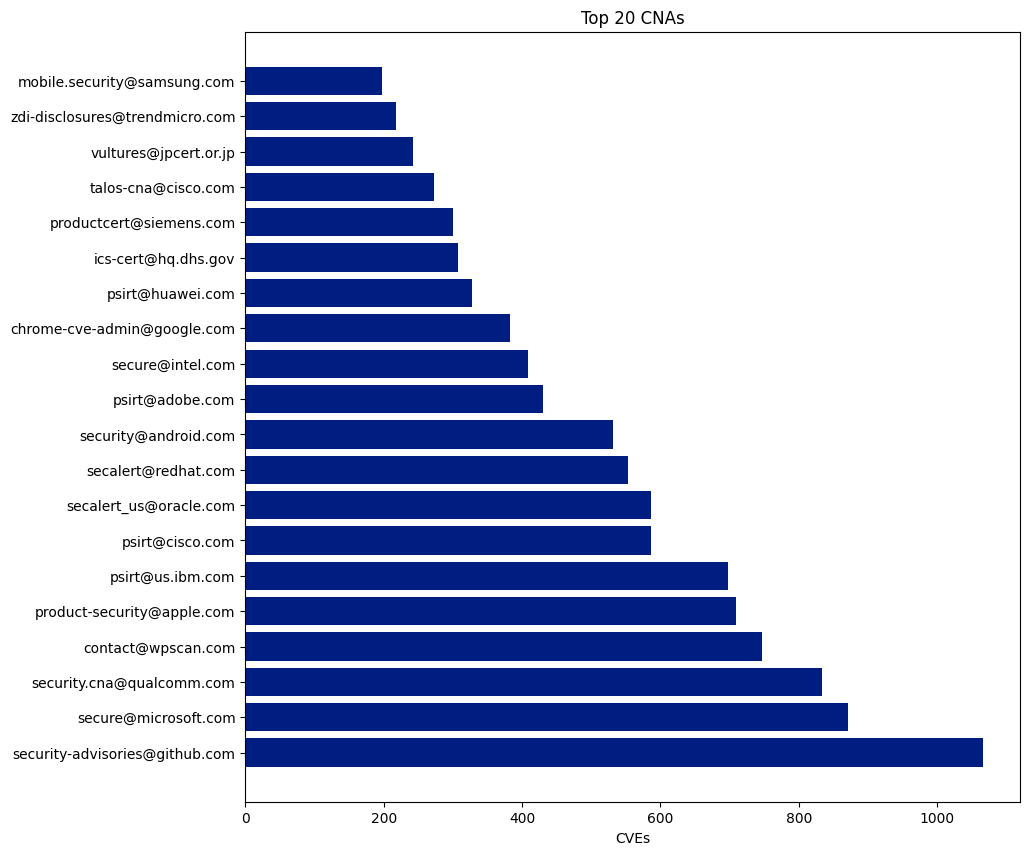 Top 20 CNAs
mobile.security@samsung.com
zdi-disclosures@trendmicro.com
vultures@jpcert.or.jp
talos-cna@cisco.com
productcert@siemens.com
ics-cert@hq.dhs.gov
psirt@huawei.com
chrome-cve-admin@google.com
secure@intel.com
psirt@adobe.com
security@android.com
secalert@redhat.com
secalert_us@oracle.com
psirt@cisco.com
psirt@us.ibm.com
product-security@apple.com
contact@wpscan.com
security.cna@qualcomm.com
secure@microsoft.com
security-advisories@github.com
0 200 400 600 800 1000
CVEs